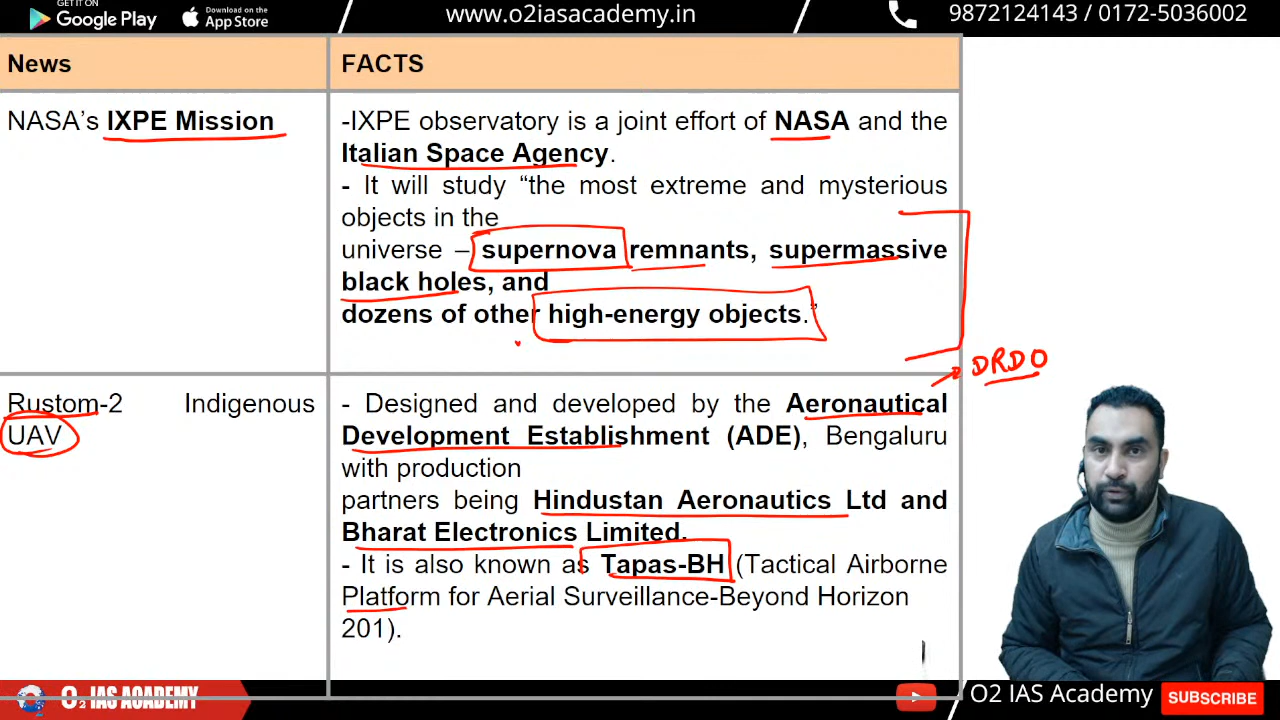 GET IT ON
Google Play
Download on the
App Store
www.o2iasacademy.in
9872124143 / 0172-5036002
News
FACTS
NASA’s IXPE Mission
-IXPE observatory is a joint effort of NASA and the
Italian Space Agency.
- It will study “the most extreme and mysterious
objects in the
universe – supernova remnants, supermassive
black holes, and
dozens of other high-energy objects.”
DRDO
Rustom-2 Indigenous
UAV
- Designed and developed by the Aeronautical
Development Establishment (ADE), Bengaluru
with production
partners being Hindustan Aeronautics Ltd and
Bharat Electronics Limited.
- It is also known as Tapas-BH (Tactical Airborne
Platform for Aerial Surveillance-Beyond Horizon
201).
O2 IAS ACADEMY
O2 IAS Academy
SUBSCRIBE